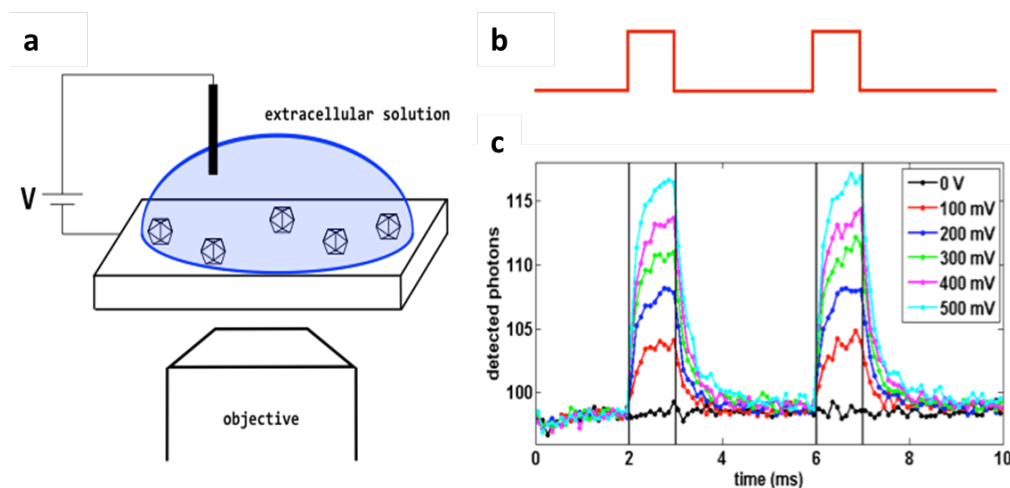 a
extracellular solution
V
objective
b
c
detected photons
115
110
105
100
0 V
100 mV
200 mV
300 mV
400 mV
500 mV
0
2
4
6
8
10
time (ms)